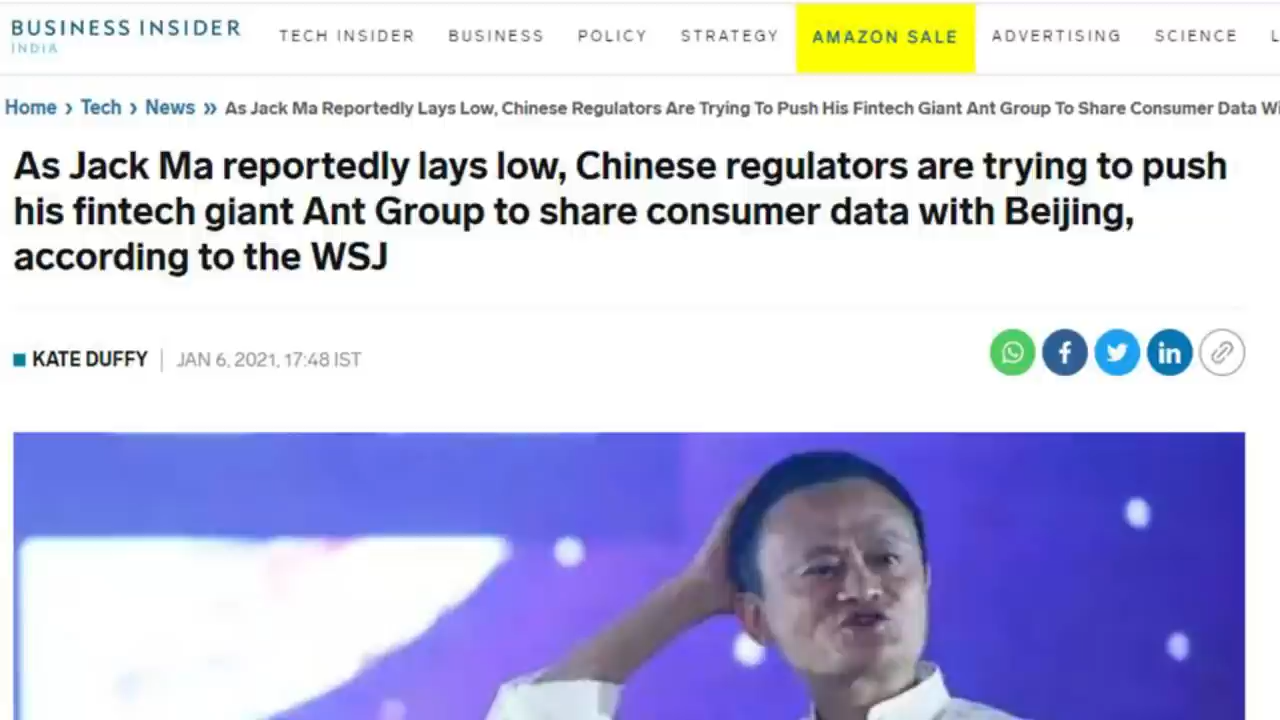 BUSINESS INSIDER
INDIA
TECH INSIDER BUSINESS POLICY STRATEGY AMAZON SALE ADVERTISING SCIENCE L
Home › Tech › News » As Jack Ma Reportedly Lays Low, Chinese Regulators Are Trying To Push His Fintech Giant Ant Group To Share Consumer Data Wi
As Jack Ma reportedly lays low, Chinese regulators are trying to push
his fintech giant Ant Group to share consumer data with Beijing,
according to the WSJ
KATE DUFFY | JAN 6, 2021, 17:48 IST